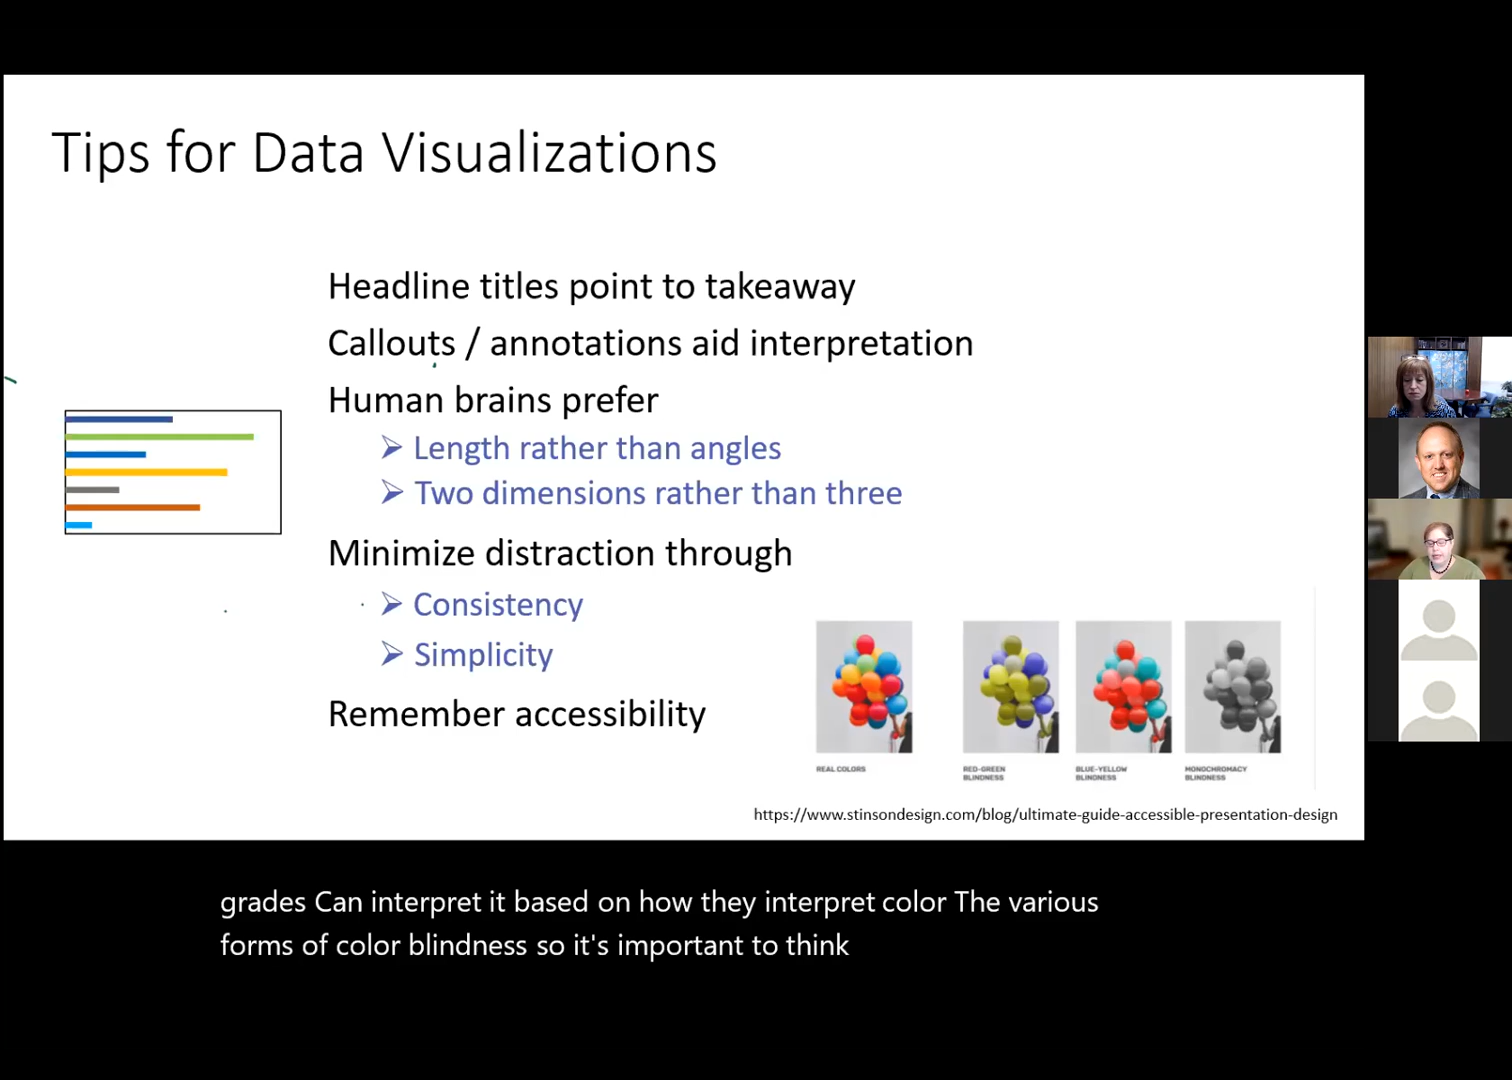 Tips for Data Visualizations
Headline titles point to takeaway
Callouts / annotations aid interpretation
Human brains prefer
Length rather than angles
Two dimensions rather than three
Minimize distraction through
Consistency
Simplicity
Remember accessibility
REAL COLORS
RED-GREEN
BLINDNESS
BLUE-YELLOW
BLINDNESS
MONOCHROMACY
BLINDNESS
https://www.stinsondesign.com/blog/ultimate-guide-accessible-presentation-design
grades Can interpret it based on how they interpret color The various
forms of color blindness so it's important to think